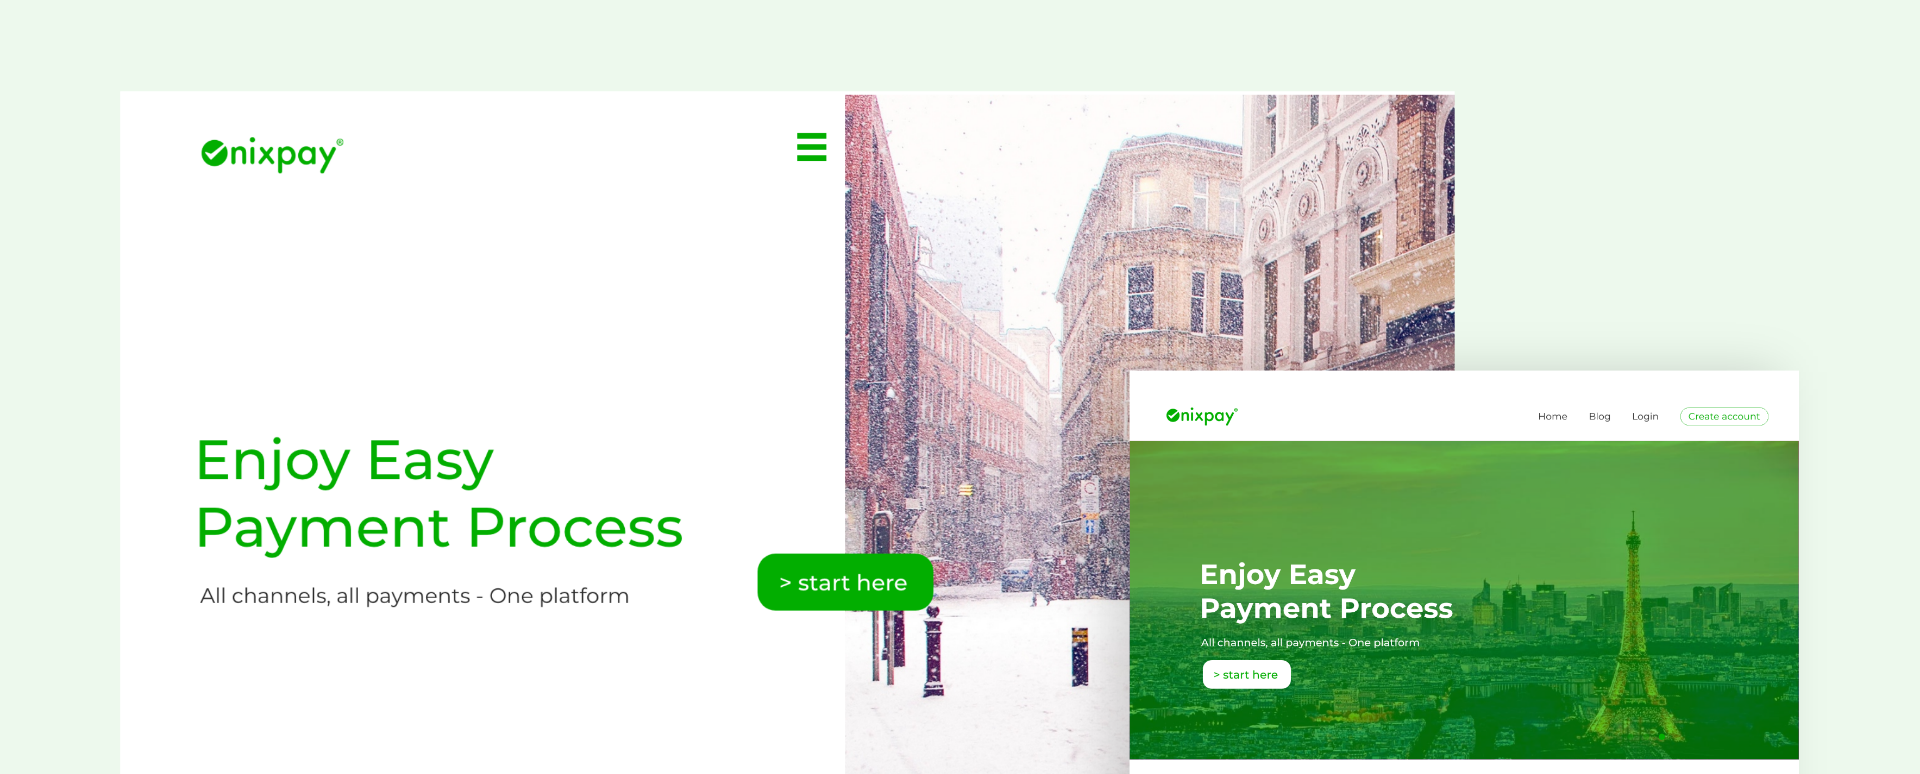 nixpay®
Enjoy Easy
Payment Process
All channels, all payments - One platform
> start here
nixpay®
Home Blog Login Create account
Enjoy Easy
Payment Process
All channels, all payments - One platform
> start here